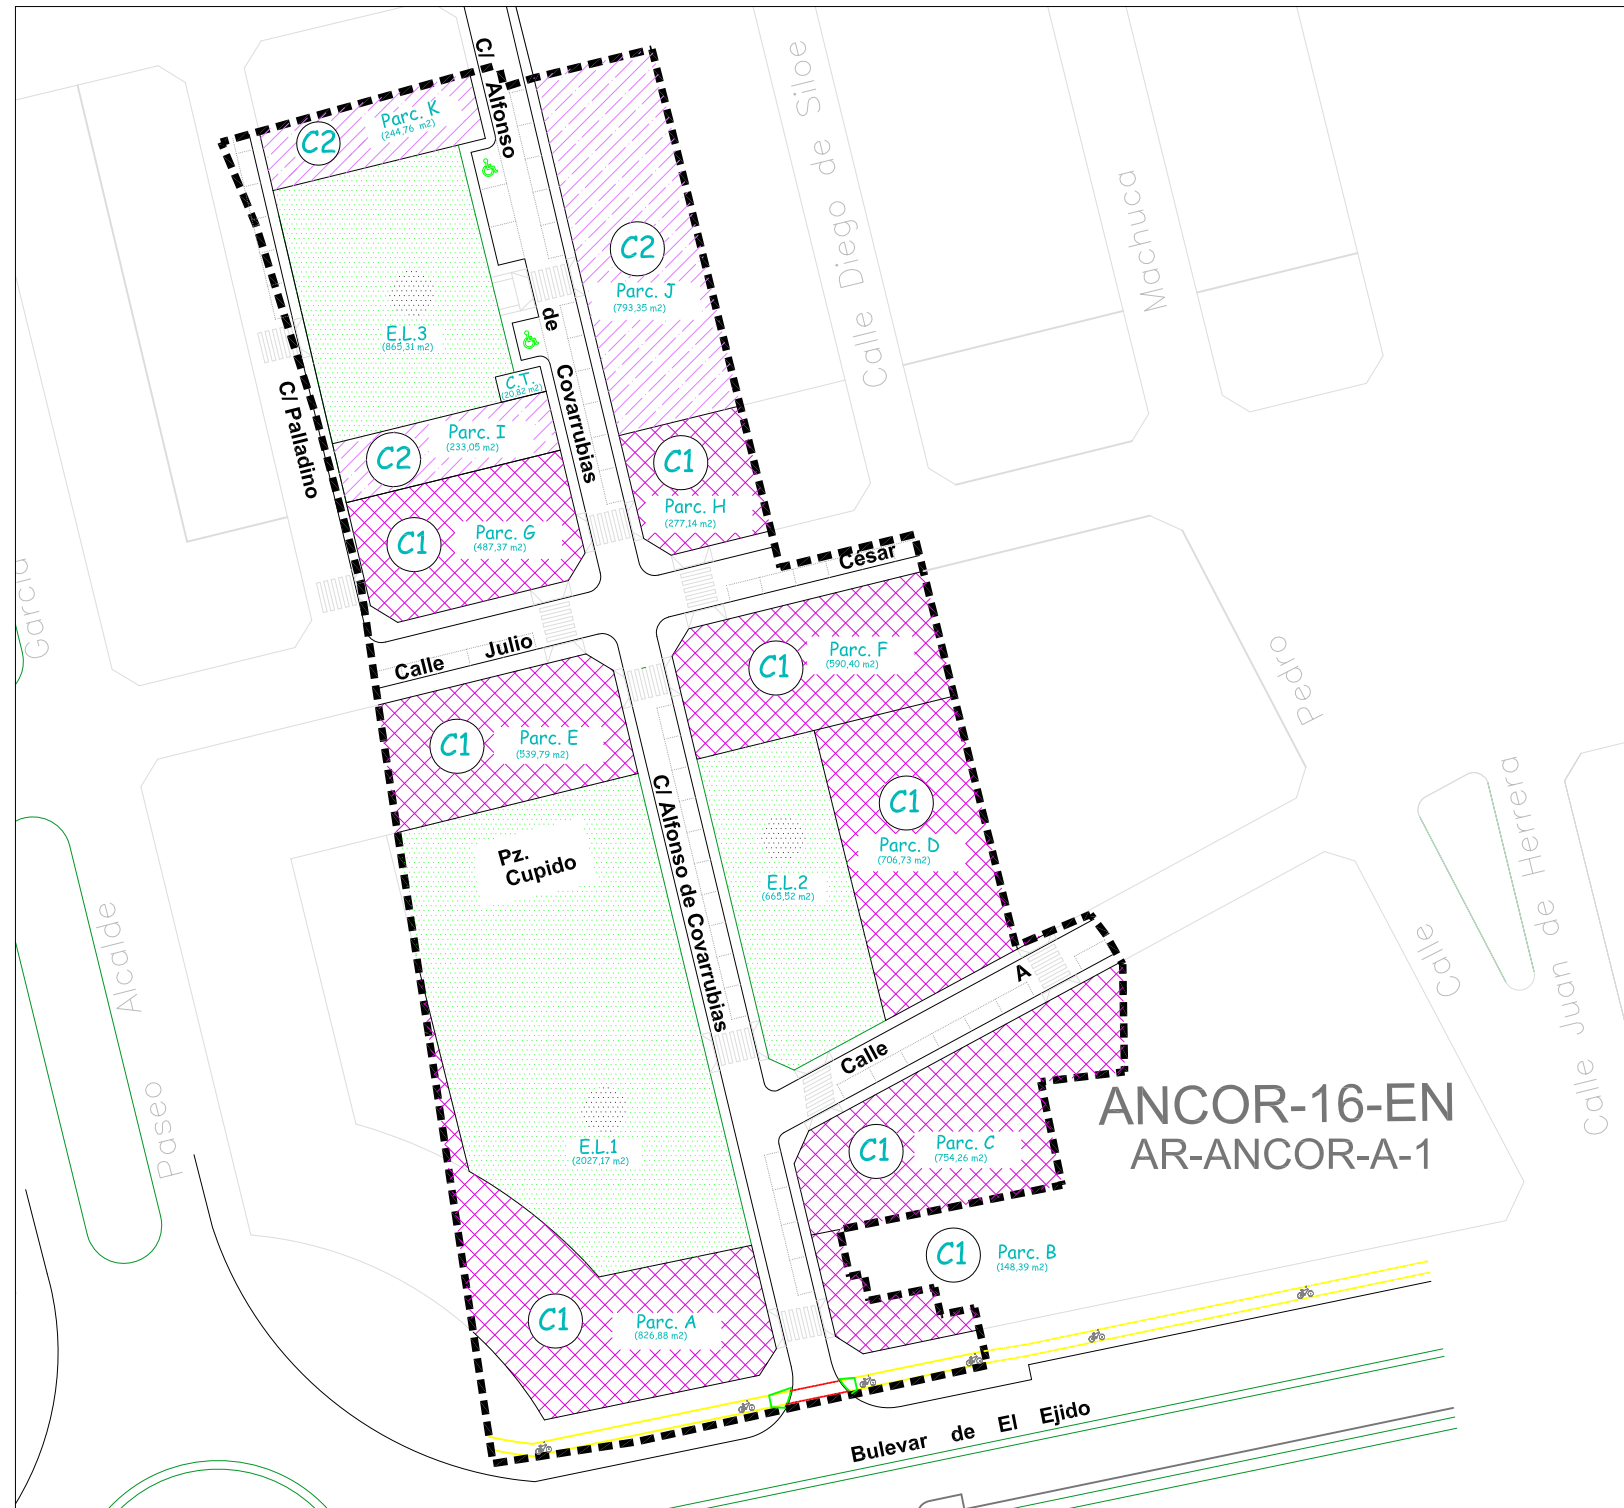 C/ Alfonso
de
Covarrubias
Parc. K
(244,76 m2)
C2
C2
Parc. J
(793,35 m2)
E.L.3
(865,31 m2)
C.T.
(20,82 m2)
C/ Palladino
Parc. I
(233,05 m2)
C2
C1
Parc. H
(277,14 m2)
C1
Parc. G
(487,37 m2)
Calle Julio César
C1
Parc. F
(590,40 m2)
C1
Parc. E
(539,79 m2)
C/ Alfonso de Covarrubias
Pz.
Cupido
C1
Parc. D
(706,73 m2)
E.L.2
(665,52 m2)
Calle A
E.L.1
(2027,17 m2)
C1
Parc. C
(754,26 m2)
C1
Parc. B
(148,39 m2)
C1
Parc. A
(826,88 m2)
Bulevar de El Ejido
ANCOR-16-EN
AR-ANCOR-A-1
Calle Diego de Siloe
Machuca
Pedro
Calle
Calle Juan de Herrera
Garcia
Paseo Alcalde